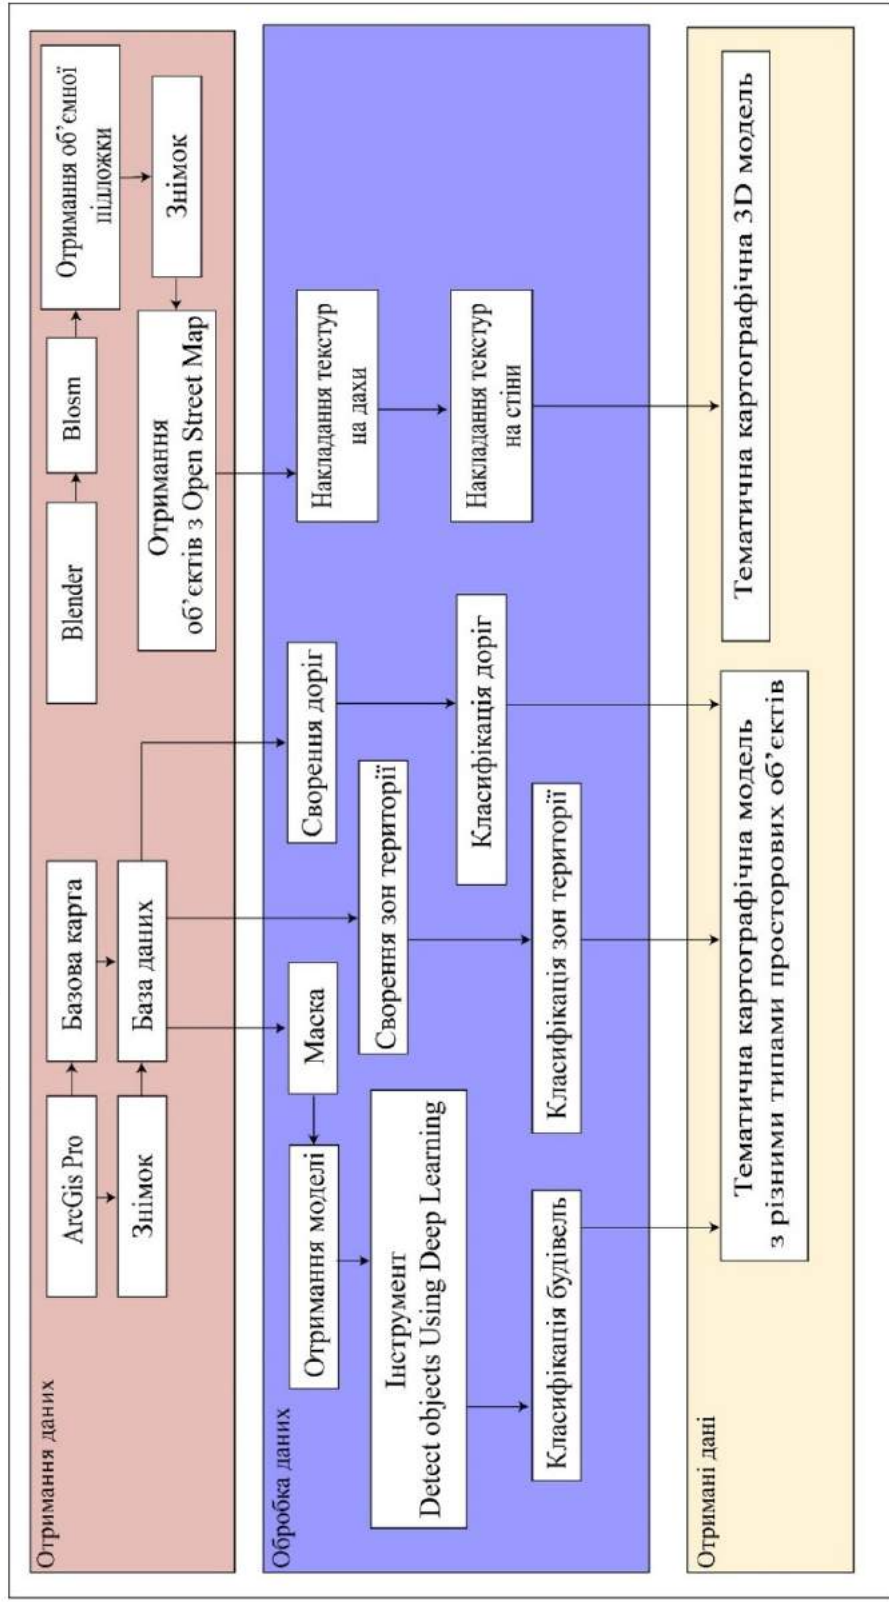 Отримання даних
ArcGis Pro
Базова карта
Знімок
База даних
Blender
Blosm
Отримання об’ємної
підложки
Знімок
Отримання
об’єктів з Open Street Map
Обробка даних
Отримання моделі
Маска
Інструмент
Detect objects Using Deep Learning
Класифікація будівель
Сворення зон території
Класифікація зон території
Сворення доріг
Класифікація доріг
Накладання текстур
на дахи
Накладання текстур
на стіни
Отримані дані
Тематична картографічна модель
з різними типами просторових об’єктів
Тематична картографічна 3D модель